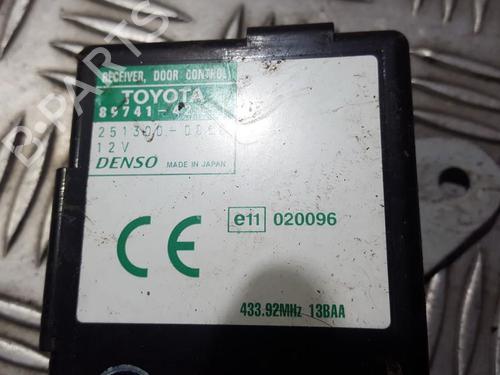 RECEIVER, DOOR CONTROL
TOYOTA
12V
DENSO MADE IN JAPAN
e11 020096
CE
433.92MHz 13BAA